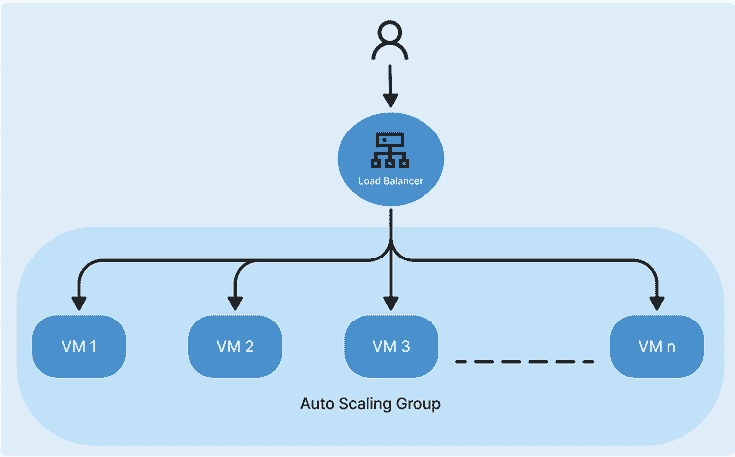 Load Balancer
VM 1
VM 2
VM 3
VM n
Auto Scaling Group